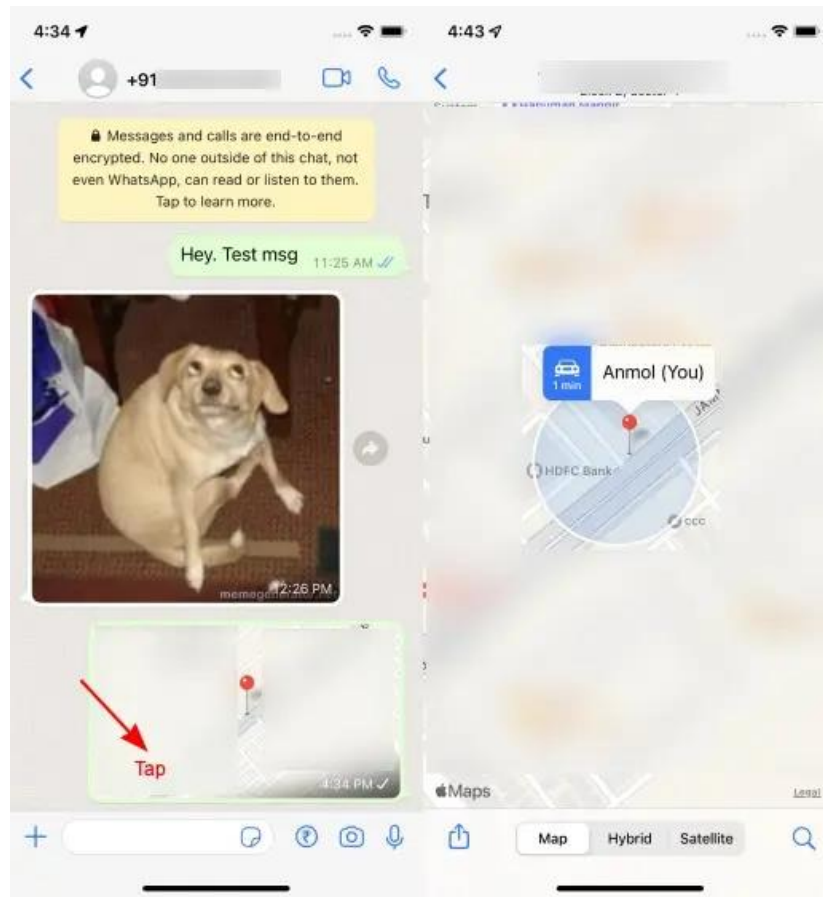 4:34
+91
Messages and calls are end-to-end
encrypted. No one outside of this chat, not
even WhatsApp, can read or listen to them.
Tap to learn more.
Hey. Test msg 11:25 AM
12:26 PM
Tap
4:34 PM
4:43
1 min
Anmol (You)
HDFC Bank
ccc
Maps
Legal
Map Hybrid Satellite